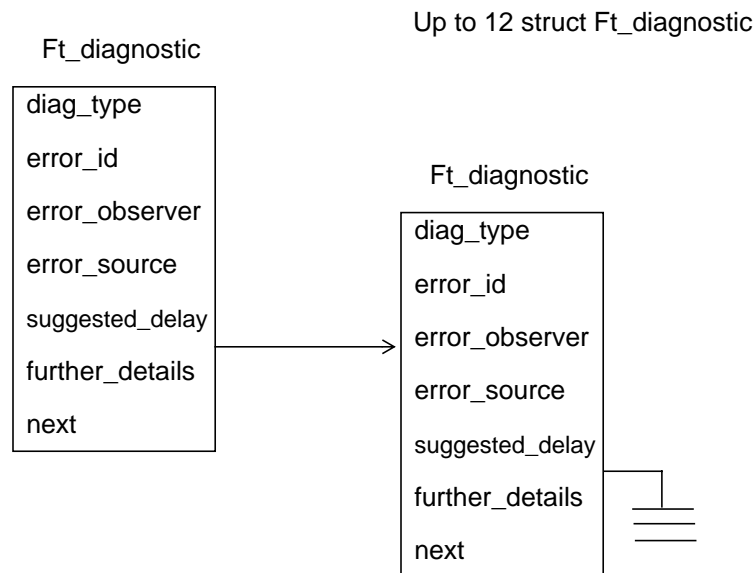 Up to 12 struct Ft_diagnostic
Ft_diagnostic
diag_type
error_id
error_observer
error_source
suggested_delay
further_details
next
Ft_diagnostic
diag_type
error_id
error_observer
error_source
suggested_delay
further_details
next